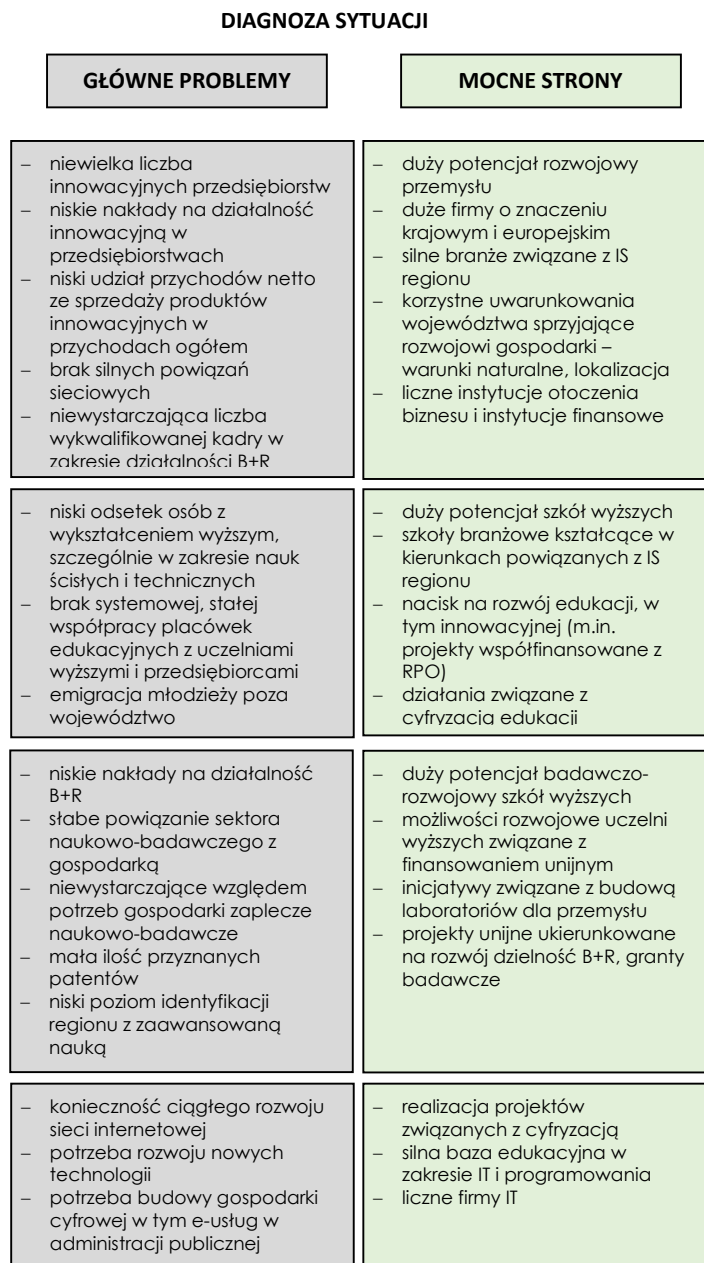 DIAGNOZA SYTUACJI
GŁÓWNE PROBLEMY
MOCNE STRONY
– niewielka liczba
innowacyjnych przedsiębiorstw
– niskie nakłady na działalność
innowacyjną w
przedsiębiorstwach
– niski udział przychodów netto
ze sprzedaży produktów
innowacyjnych w
przychodach ogółem
– brak silnych powiązań
sieciowych
– niewystarczająca liczba
wykwalifikowanej kadry w
zakresie działalności B+R
– duży potencjał rozwojowy
przemysłu
– duże firmy o znaczeniu
krajowym i europejskim
– silne branże związane z IS
regionu
– korzystne uwarunkowania
województwa sprzyjające
rozwojowi gospodarki –
warunki naturalne, lokalizacja
– liczne instytucje otoczenia
biznesu i instytucje finansowe
– niski odsetek osób z
wykształceniem wyższym,
szczególnie w zakresie nauk
ścisłych i technicznych
– brak systemowej, stałej
współpracy placówek
edukacyjnych z uczelniami
wyższymi i przedsiębiorcami
– emigracja młodzieży poza
województwo
– duży potencjał szkół wyższych
– szkoły branżowe kształcące w
kierunkach powiązanych z IS
regionu
– nacisk na rozwój edukacji, w
tym innowacyjnej (m.in.
projekty współfinansowane z
RPO)
– działania związane z
cyfryzacją edukacji
– niskie nakłady na działalność
B+R
– słabe powiązanie sektora
naukowo-badawczego z
gospodarką
– niewystarczające względem
potrzeb gospodarki zaplecze
naukowo-badawcze
– mała ilość przyznanych
patentów
– niski poziom identyfikacji
regionu z zaawansowaną
nauką
– duży potencjał badawczo-
rozwojowy szkół wyższych
– możliwości rozwojowe uczelni
wyższych związane z
finansowaniem unijnym
– inicjatywy związane z budową
laboratoriów dla przemysłu
– projekty unijne ukierunkowane
na rozwój dzielność B+R, granty
badawcze
– konieczność ciągłego rozwoju
sieci internetowej
– potrzeba rozwoju nowych
technologii
– potrzeba budowy gospodarki
cyfrowej w tym e-usług w
administracji publicznej
– realizacja projektów
związanych z cyfryzacją
– silna baza edukacyjna w
zakresie IT i programowania
– liczne firmy IT